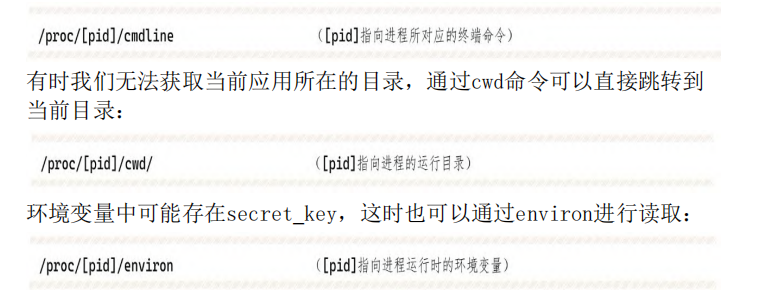 /proc/[pid]/cmdline （[pid]指向进程所对应的终端命令）
有时我们无法获取当前应用所在的目录，通过cwd命令可以直接跳转到
当前目录：
/proc/[pid]/cwd/ （[pid]指向进程的运行目录）
环境变量中可能存在secret_key，这时也可以通过environ进行读取：
/proc/[pid]/environ （[pid]指向进程运行时的环境变量）